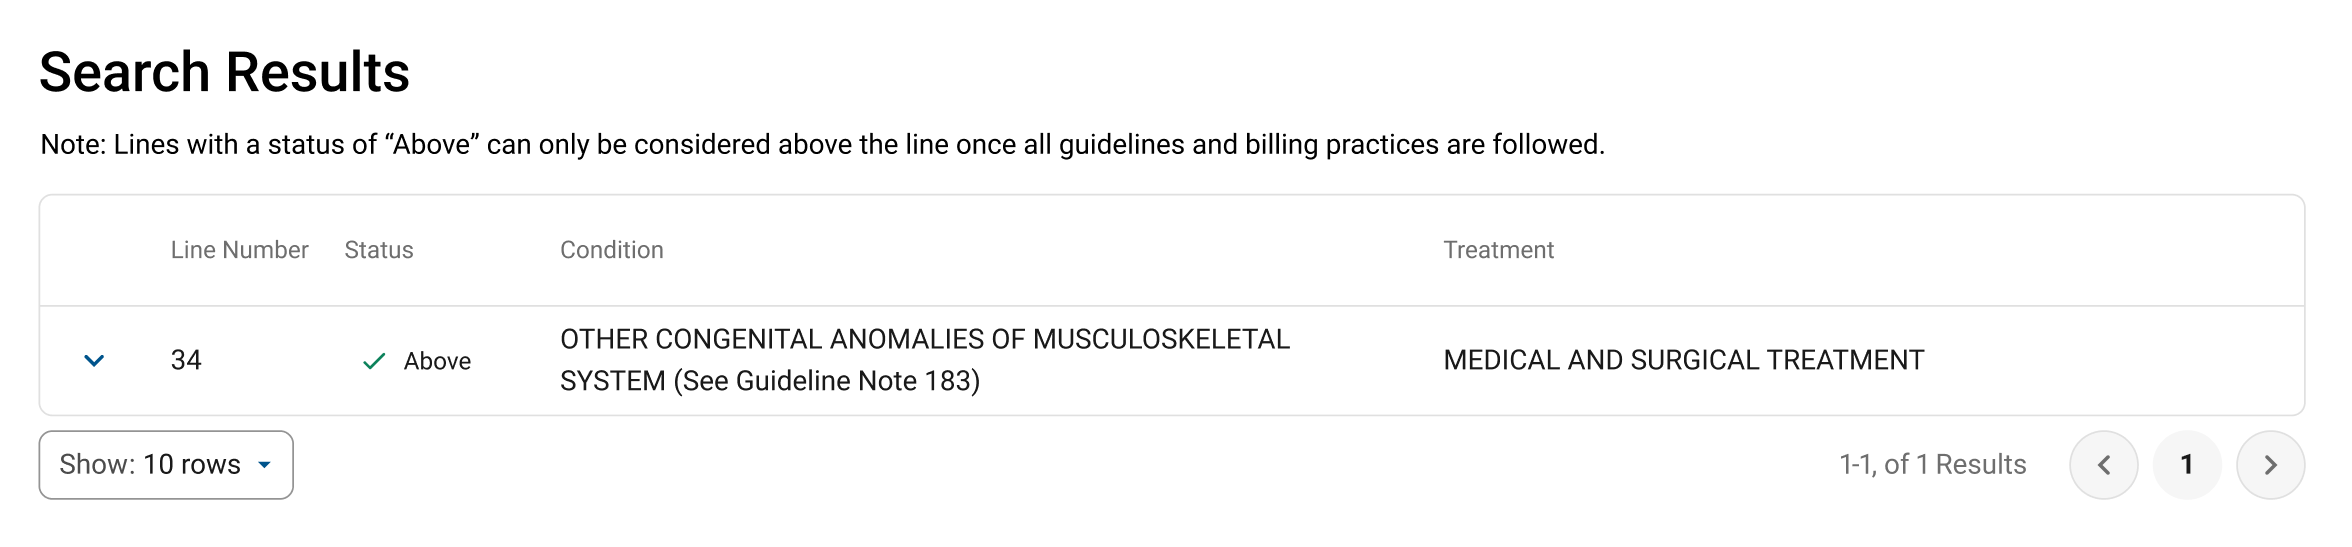 Search Results
Note: Lines with a status of “Above” can only be considered above the line once all guidelines and billing practices are followed.
Line Number Status Condition Treatment
34 Above OTHER CONGENITAL ANOMALIES OF MUSCULOSKELETAL SYSTEM (See Guideline Note 183) MEDICAL AND SURGICAL TREATMENT
Show: 10 rows 1-1, of 1 Results 1